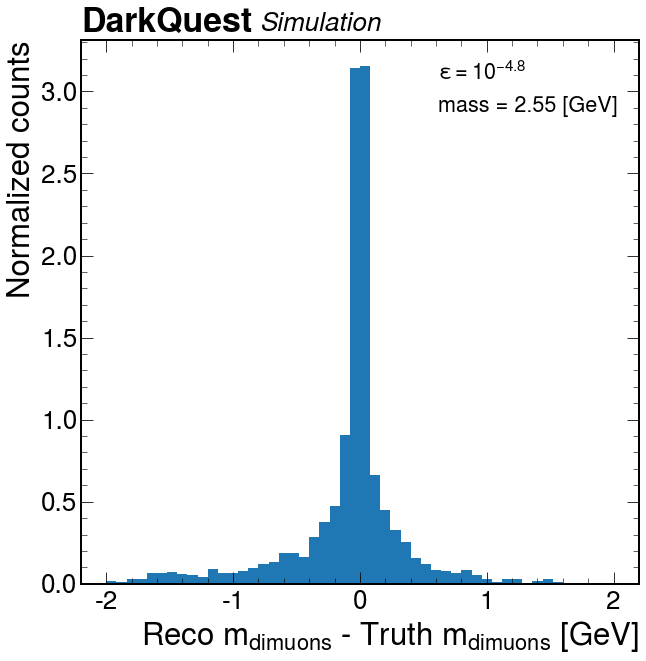 DarkQuest Simulation
ε = 10^−4.8
mass = 2.55 [GeV]
Normalized counts
3.0
2.5
2.0
1.5
1.0
0.5
0.0
-2 -1 0 1 2
Reco m_dimuons - Truth m_dimuons [GeV]